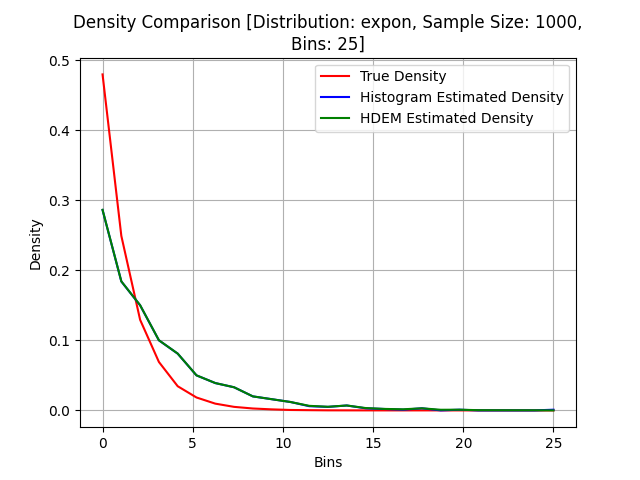 Density Comparison [Distribution: expon, Sample Size: 1000,
Bins: 25]
True Density
Histogram Estimated Density
HDEM Estimated Density
Density
0.5
0.4
0.3
0.2
0.1
0.0
0 5 10 15 20 25
Bins